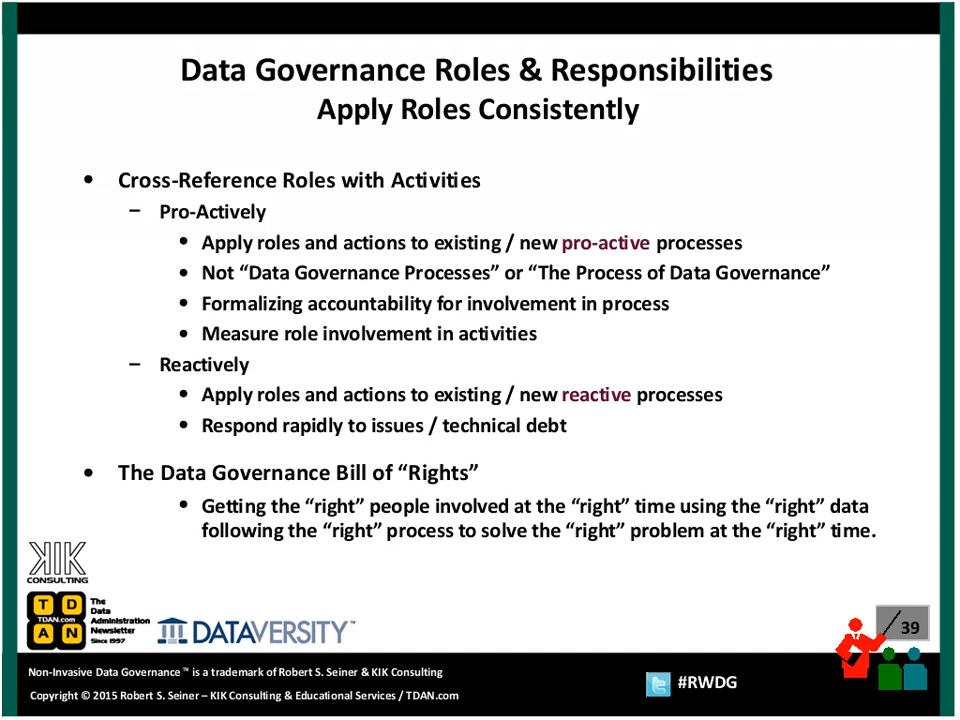 Data Governance Roles & Responsibilities
Apply Roles Consistently
• Cross-Reference Roles with Activities
– Pro-Actively
• Apply roles and actions to existing / new pro-active processes
• Not “Data Governance Processes” or “The Process of Data Governance”
• Formalizing accountability for involvement in process
• Measure role involvement in activities
– Reactively
• Apply roles and actions to existing / new reactive processes
• Respond rapidly to issues / technical debt
• The Data Governance Bill of “Rights”
• Getting the “right” people involved at the “right” time using the “right” data
following the “right” process to solve the “right” problem at the “right” time.
KIK
CONSULTING
T D
TDAN.com
A N
The
Data
Administration
Newsletter
Since 1997
DATAVERSITY™
39
Non-Invasive Data Governance ™ is a trademark of Robert S. Seiner & KIK Consulting
Copyright © 2015 Robert S. Seiner – KIK Consulting & Educational Services / TDAN.com
#RWDG